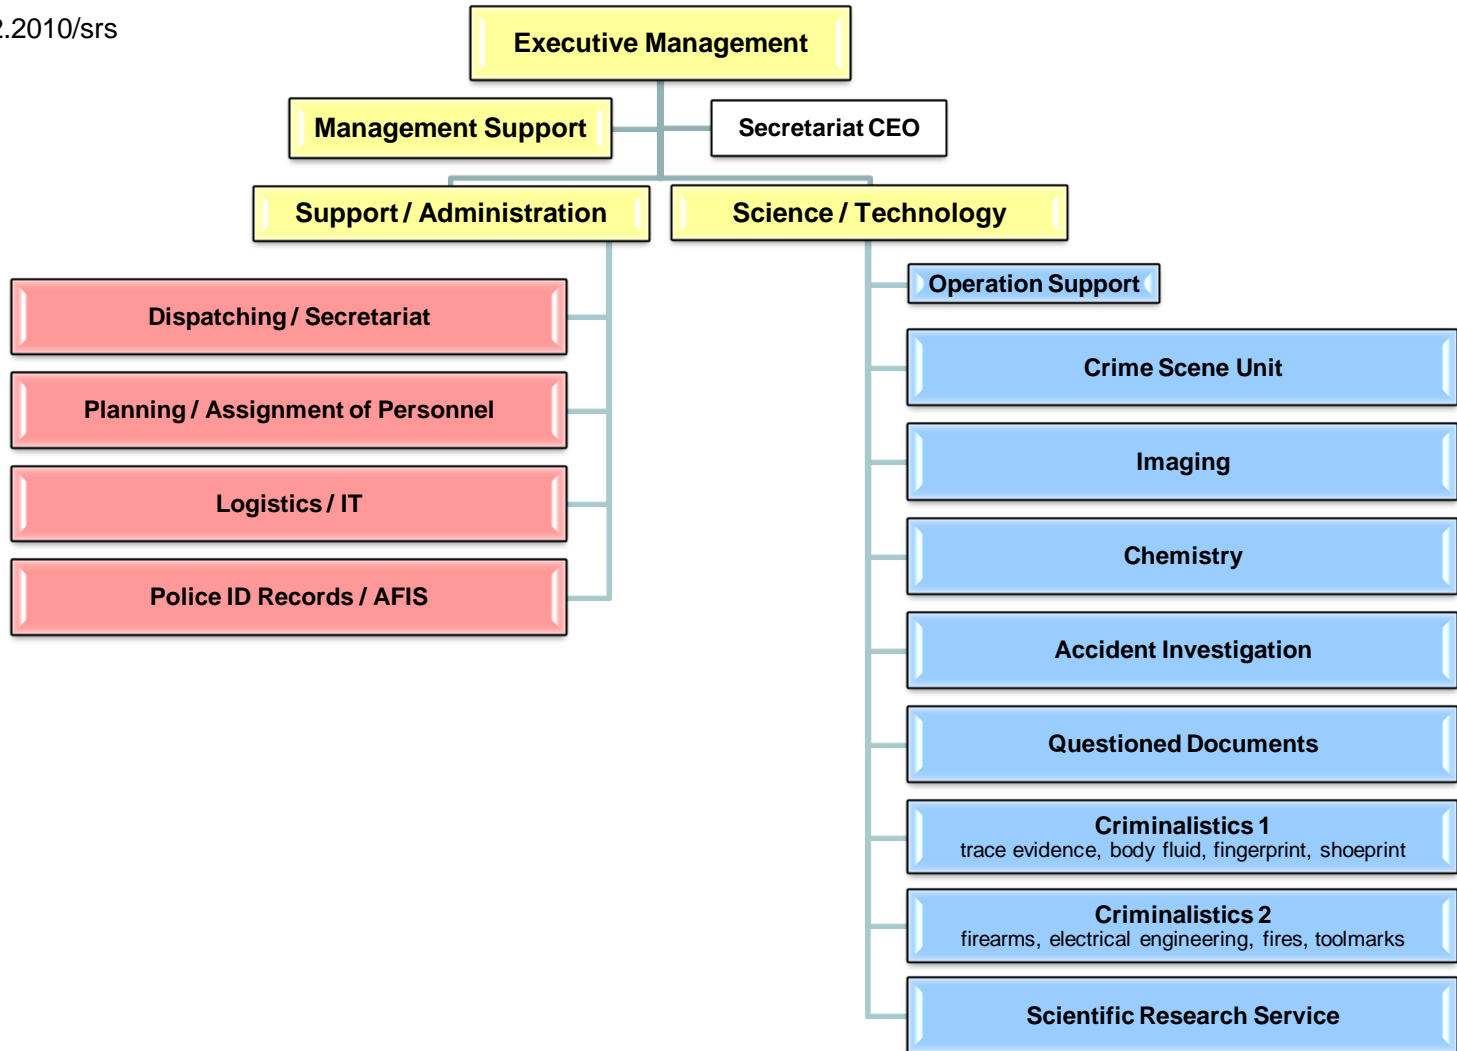 2.2010/srs
Executive Management
Management Support
Secretariat CEO
Support / Administration
Science / Technology
Operation Support
Dispatching / Secretariat
Crime Scene Unit
Planning / Assignment of Personnel
Imaging
Logistics / IT
Chemistry
Police ID Records / AFIS
Accident Investigation
Questioned Documents
Criminalistics 1
trace evidence, body fluid, fingerprint, shoeprint
Criminalistics 2
firearms, electrical engineering, fires, toolmarks
Scientific Research Service